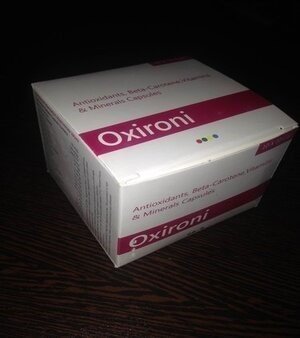 Antioxidants, Beta-Carotene,Vitamins
& Minerals Capsules
Oxironi
Antioxidants, Beta-Carotene,Vitamins
& Minerals Capsules
Oxironi